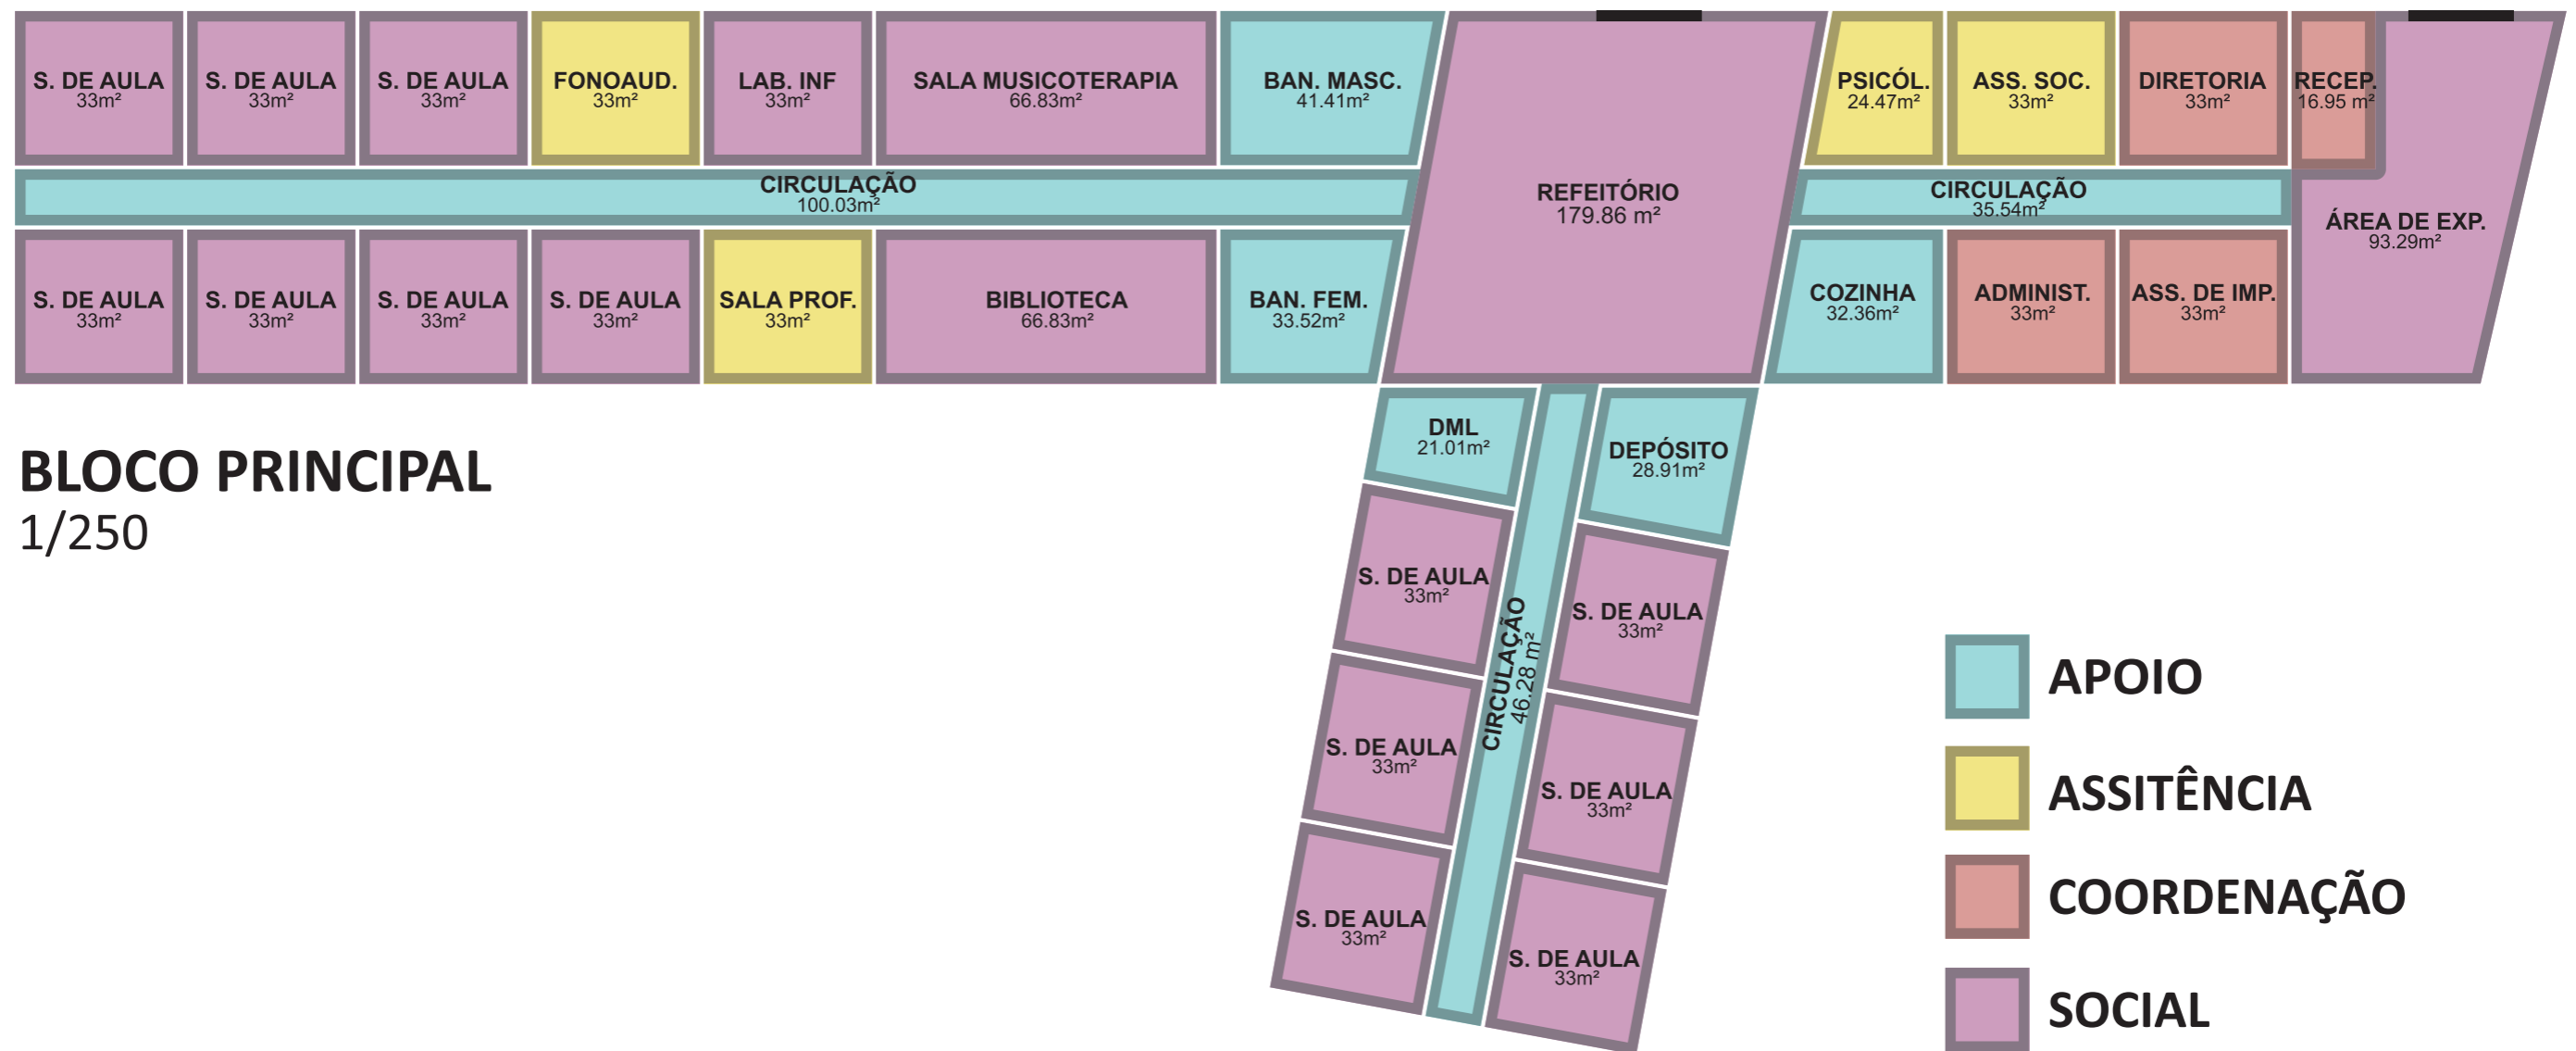 S. DE AULA
33m²
S. DE AULA
33m²
S. DE AULA
33m²
FONOAUD.
33m²
LAB. INF
33m²
SALA MUSICOTERAPIA
66.83m²
BAN. MASC.
41.41m²
REFEITÓRIO
179.86 m²
PSICÓL.
24.47m²
ASS. SOC.
33m²
DIRETORIA
33m²
RECEP.
16.95 m²
CIRCULAÇÃO
100.03m²
CIRCULAÇÃO
35.54m²
ÁREA DE EXP.
93.29m²
S. DE AULA
33m²
S. DE AULA
33m²
S. DE AULA
33m²
S. DE AULA
33m²
SALA PROF.
33m²
BIBLIOTECA
66.83m²
BAN. FEM.
33.52m²
COZINHA
32.36m²
ADMINIST.
33m²
ASS. DE IMP.
33m²
BLOCO PRINCIPAL
1/250
DML
21.01m²
DEPÓSITO
28.91m²
S. DE AULA
33m²
S. DE AULA
33m²
CIRCULAÇÃO
46.28 m²
S. DE AULA
33m²
S. DE AULA
33m²
S. DE AULA
33m²
S. DE AULA
33m²
APOIO
ASSITÊNCIA
COORDENAÇÃO
SOCIAL